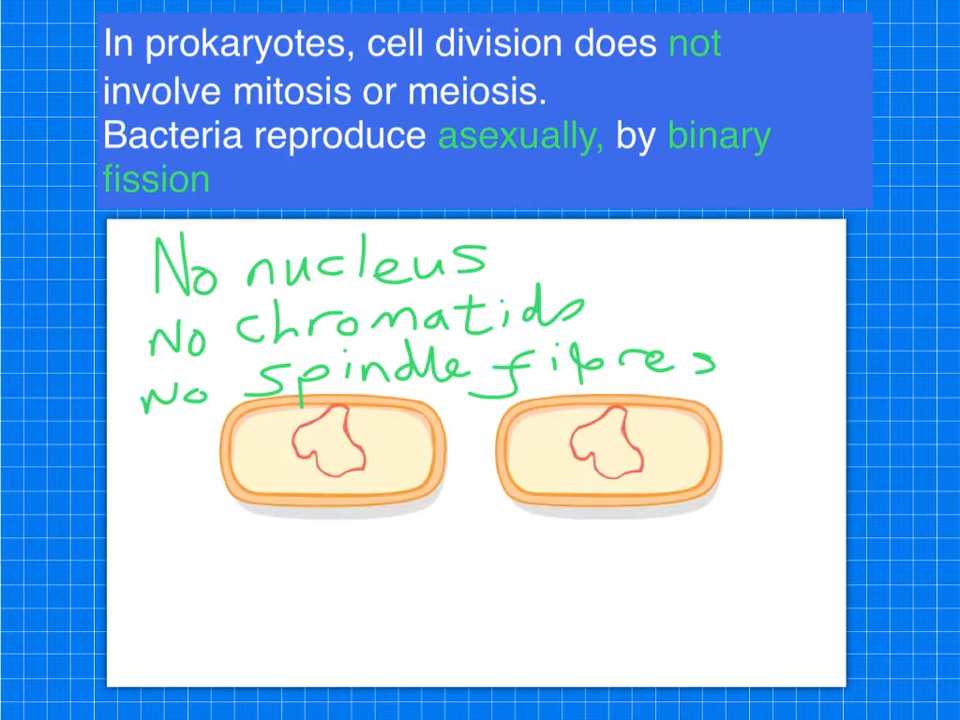 In prokaryotes, cell division does not
involve mitosis or meiosis.
Bacteria reproduce asexually, by binary
fission
No nucleus
No chromatids
No spindle fibres